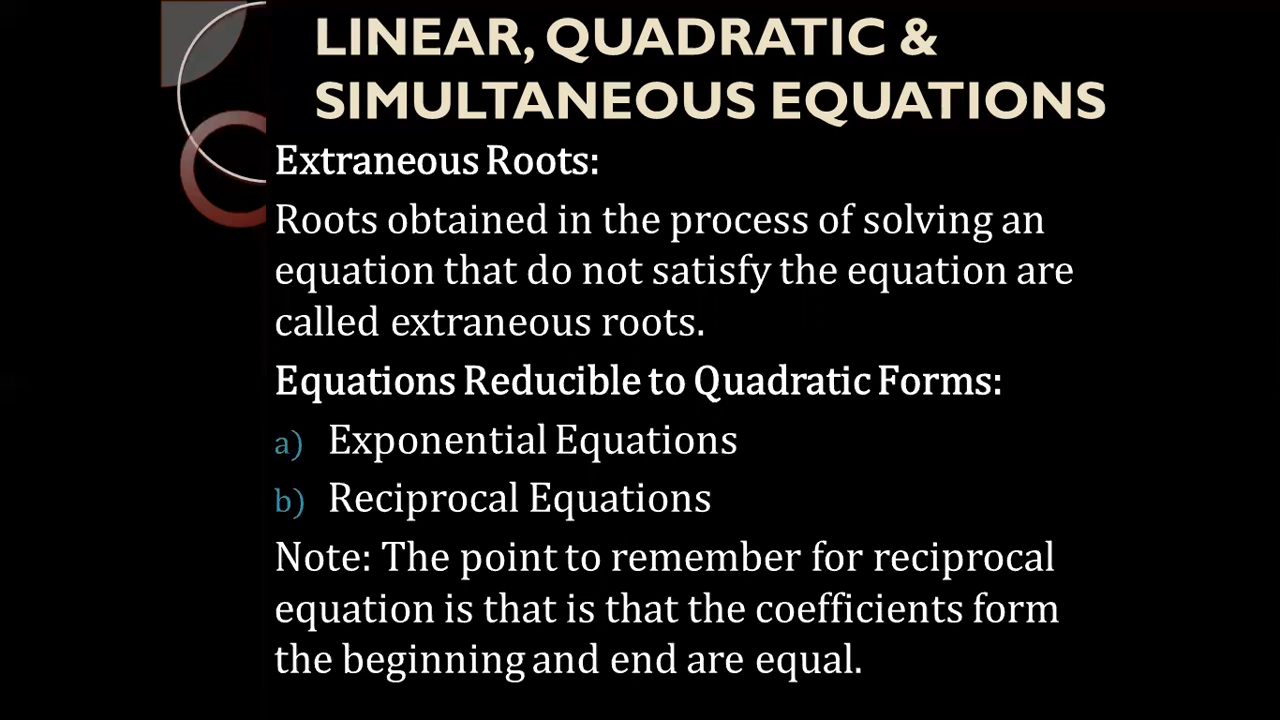 LINEAR, QUADRATIC &
SIMULTANEOUS EQUATIONS
Extraneous Roots:
Roots obtained in the process of solving an
equation that do not satisfy the equation are
called extraneous roots.
Equations Reducible to Quadratic Forms:
a) Exponential Equations
b) Reciprocal Equations
Note: The point to remember for reciprocal
equation is that is that the coefficients form
the beginning and end are equal.